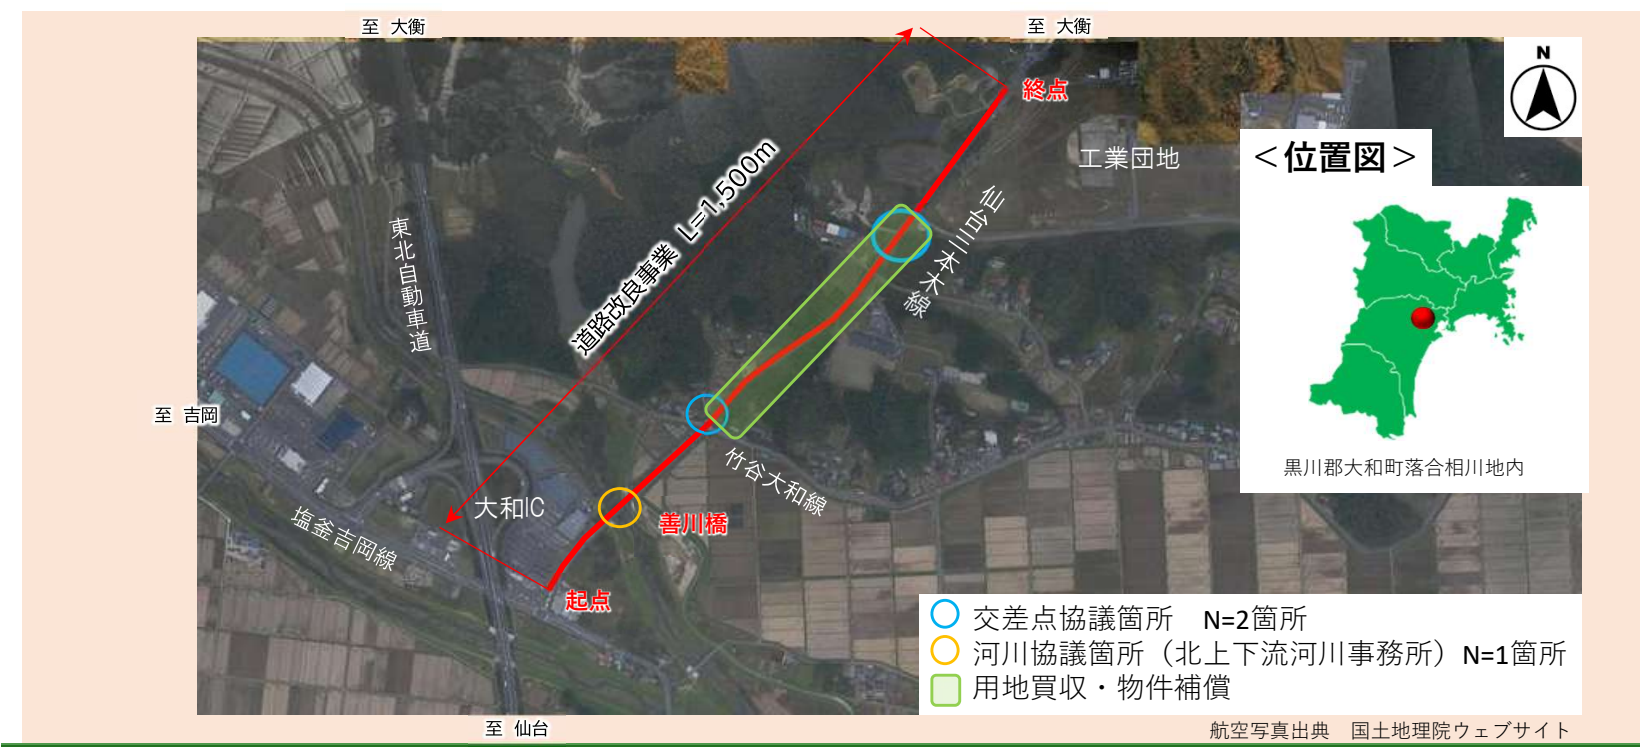 至 大衡
至 大衡
N
終点
工業団地
＜位置図＞
道路改良事業 L=1,500m
仙台三本木線
東北自動車道
至 吉岡
竹谷大和線
黒川郡大和町落合相川地内
大和IC
善川橋
塩釜吉岡線
起点
交差点協議箇所 N=2箇所
河川協議箇所（北上下流河川事務所）N=1箇所
用地買収・物件補償
至 仙台
航空写真出典 国土地理院ウェブサイト